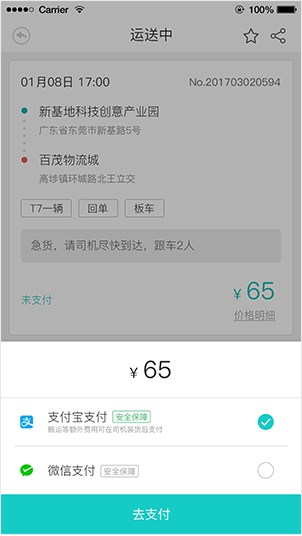 Carrier
100%
运送中
01月08日 17:00
No.201703020594
新基地科技创意产业园
广东省东莞市新基路5号
百茂物流城
高埗镇环城路北王立交
T7一辆 回单 板车
急货，请司机尽快到达，跟车2人
未支付
¥ 65
价格明细
¥ 65
支付宝支付 安全保障
搬运等额外费用可在司机装货后支付
微信支付 安全保障
去支付